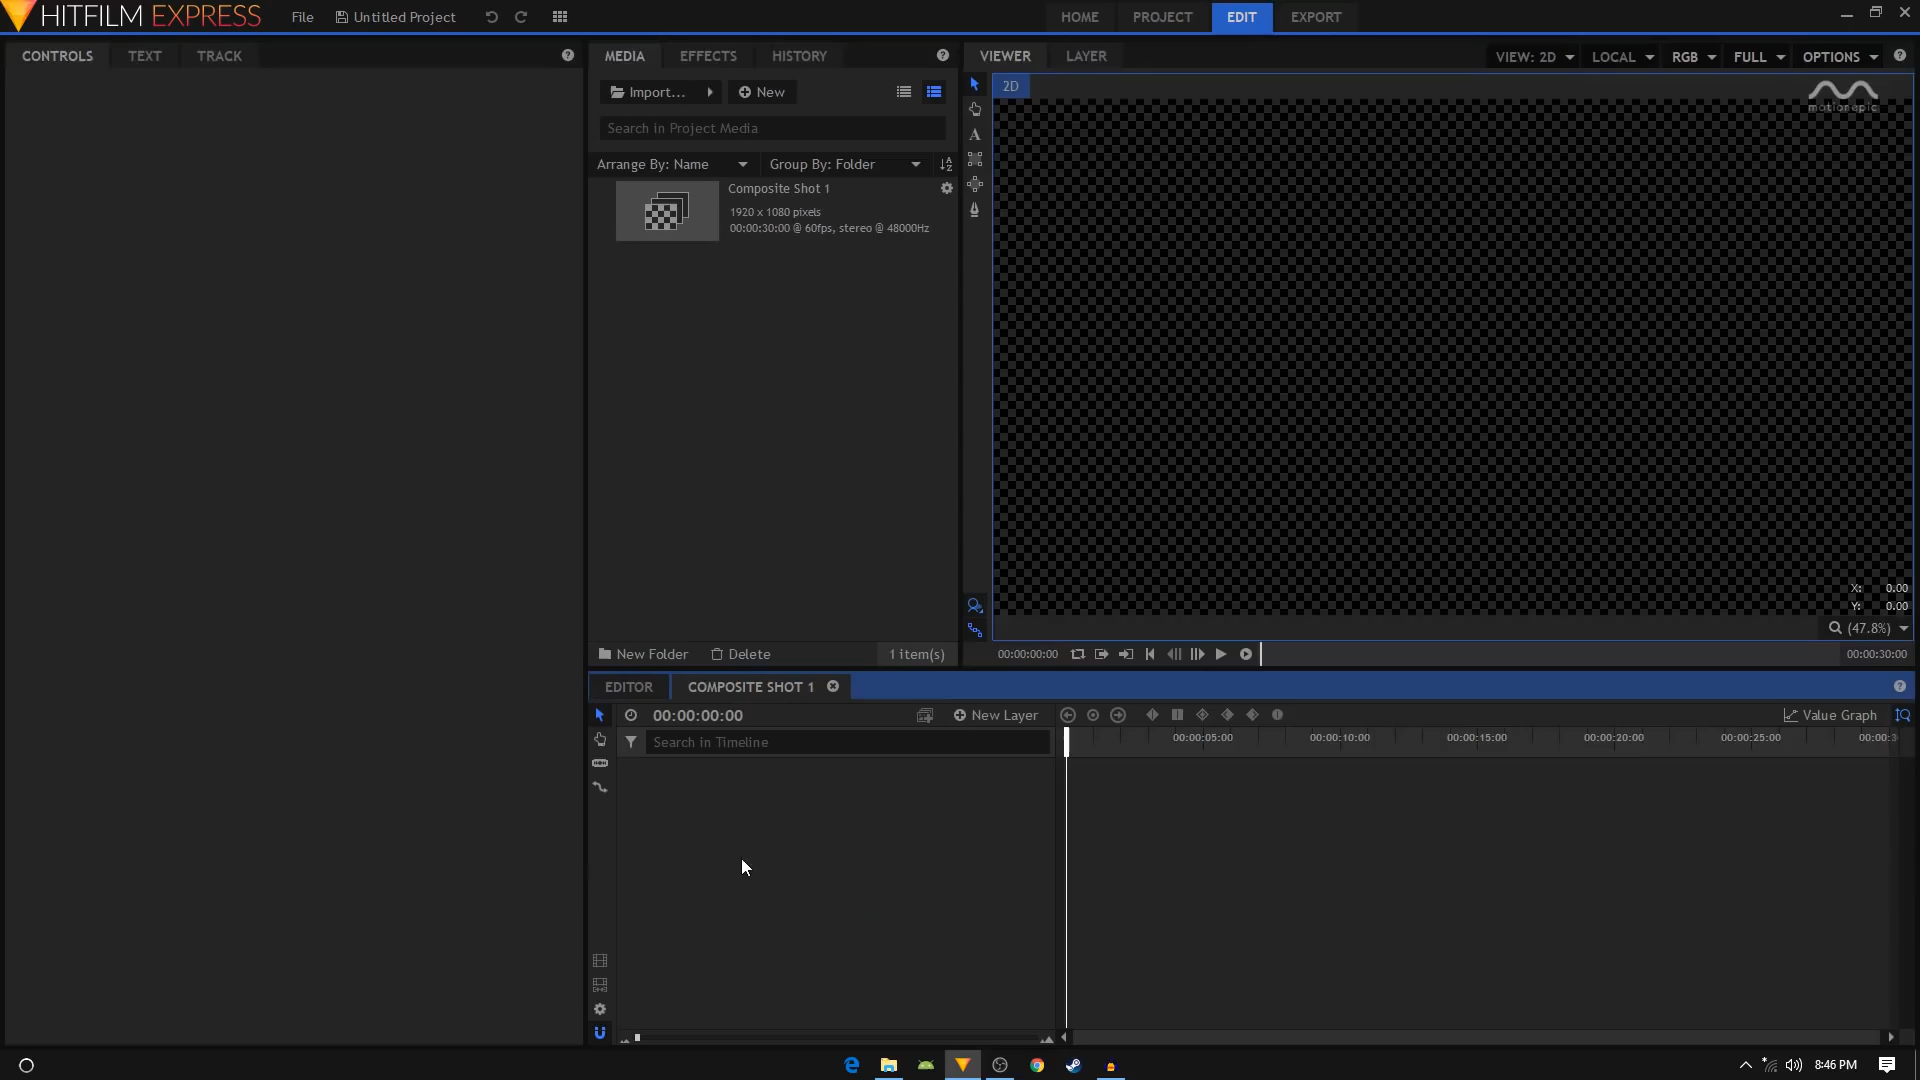 HITFILM EXPRESS
File
Untitled Project
HOME
PROJECT
EDIT
EXPORT
CONTROLS
TEXT
TRACK
MEDIA
EFFECTS
HISTORY
VIEWER
LAYER
VIEW: 2D
LOCAL
RGB
FULL
OPTIONS
Import...
New
2D
motionepic
A
Search in Project Media
Arrange By: Name
Group By: Folder
Composite Shot 1
1920 x 1080 pixels
00:00:30:00 @ 60fps, stereo @ 48000Hz
X: 0.00
Y: 0.00
(47.8%)
New Folder
Delete
1 item(s)
00:00:00:00
00:00:30:00
EDITOR
COMPOSITE SHOT 1
00:00:00:00
New Layer
Value Graph
Search in Timeline
00:00:05:00
00:00:10:00
00:00:15:00
00:00:20:00
00:00:25:00
00:00:3
8:46 PM